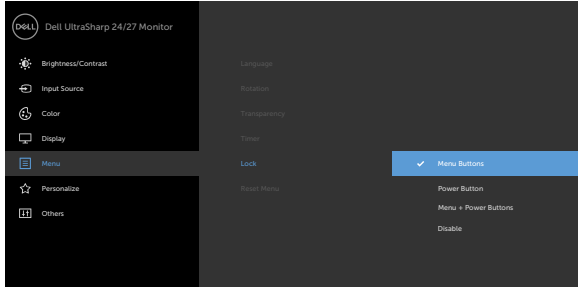 DELL
Dell UltraSharp 24/27 Monitor
Brightness/Contrast
Input Source
Color
Display
Menu
Personalize
Others
Language
Rotation
Transparency
Timer
Lock
Reset Menu
Menu Buttons
Power Button
Menu + Power Buttons
Disable